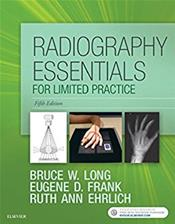 RADIOGRAPHY
ESSENTIALS
FOR LIMITED PRACTICE
Fifth Edition
BRUCE W. LONG
EUGENE D. FRANK
RUTH ANN EHRLICH
ELSEVIER